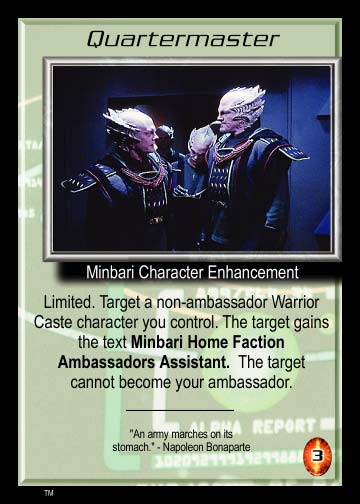 Quartermaster
Minbari Character Enhancement
Limited. Target a non-ambassador Warrior
Caste character you control. The target gains
the text Minbari Home Faction
Ambassadors Assistant. The target
cannot become your ambassador.
"An army marches on its
stomach." - Napoleon Bonaparte
3
ALPHA REPORT
TM